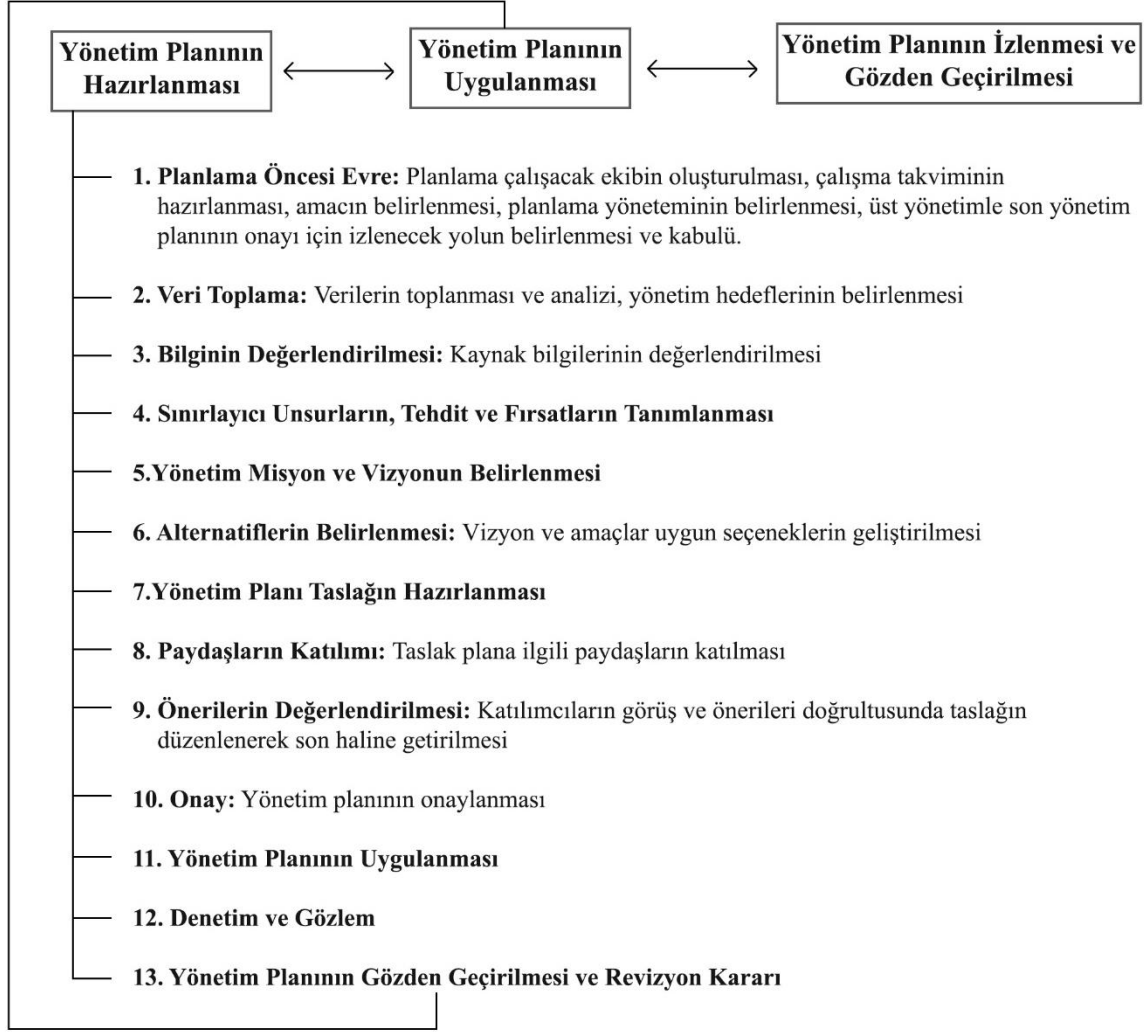 Yönetim Planının
Hazırlanması
Yönetim Planının
Uygulanması
Yönetim Planının İzlenmesi ve
Gözden Geçirilmesi
1. Planlama Öncesi Evre: Planlama çalışacak ekibin oluşturulması, çalışma takviminin
hazırlanması, amacın belirlenmesi, planlama yöneteminin belirlenmesi, üst yönetimle son yönetim
planının onayı için izlenecek yolun belirlenmesi ve kabulü.
2. Veri Toplama: Verilerin toplanması ve analizi, yönetim hedeflerinin belirlenmesi
3. Bilginin Değerlendirilmesi: Kaynak bilgilerinin değerlendirilmesi
4. Sınırlayıcı Unsurların, Tehdit ve Fırsatların Tanımlanması
5.Yönetim Misyon ve Vizyonun Belirlenmesi
6. Alternatiflerin Belirlenmesi: Vizyon ve amaçlar uygun seçeneklerin geliştirilmesi
7.Yönetim Planı Taslağın Hazırlanması
8. Paydaşların Katılımı: Taslak plana ilgili paydaşların katılması
9. Önerilerin Değerlendirilmesi: Katılımcıların görüş ve önerileri doğrultusunda taslağın
düzenlenerek son haline getirilmesi
10. Onay: Yönetim planının onaylanması
11. Yönetim Planının Uygulanması
12. Denetim ve Gözlem
13. Yönetim Planının Gözden Geçirilmesi ve Revizyon Kararı